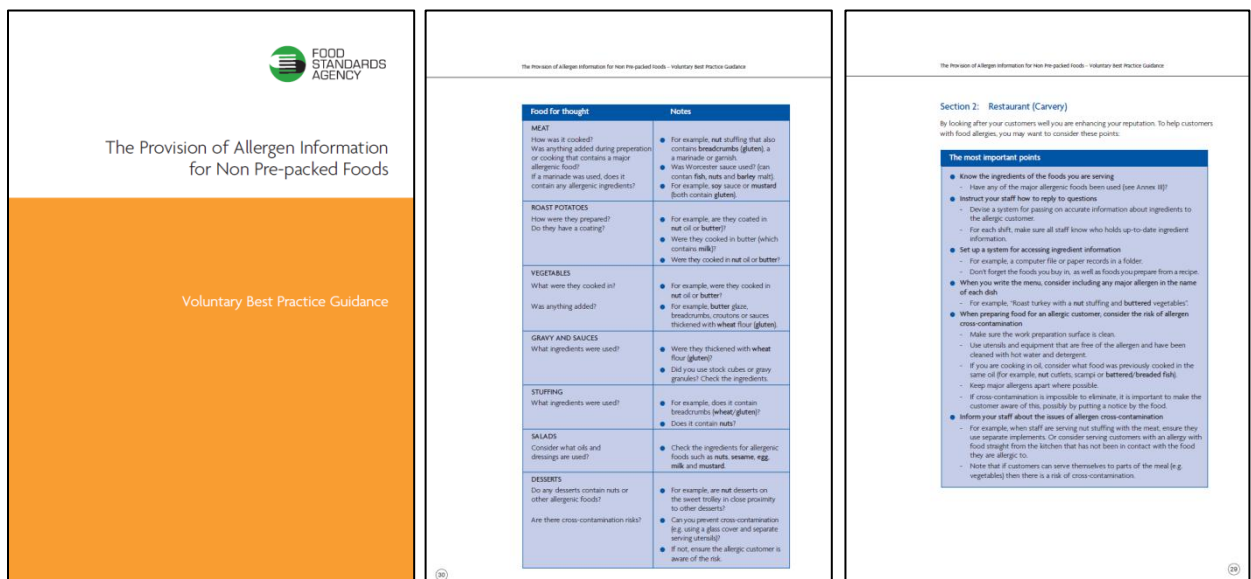 FOOD
STANDARDS
AGENCY
The Provision of Allergen Information
for Non Pre-packed Foods
Voluntary Best Practice Guidance
The Provision of Allergen Information for Non Pre-packed Foods – Voluntary Best Practice Guidance
Food for thought Notes
MEAT
How was it cooked?
Was anything added during preperation
or cooking that contains a major
allergenic food?
If a marinade was used, does it
contain any allergenic ingredients?
● For example, nut stuffing that also
contains breadcrumbs (gluten), a
a marinade or garnish.
● Was Worcester sauce used? (can
contan fish, nuts and barley malt).
● For example, soy sauce or mustard
(both contain gluten).
ROAST POTATOES
How were they prepared?
Do they have a coating?
● For example, are they coated in
nut oil or butter)?
● Were they cooked in butter (which
contains milk)?
● Were they cooked in nut oil or butter?
VEGETABLES
What were they cooked in?
● For example, were they cooked in
nut oil or butter?
Was anything added?
● For example, butter glaze,
breadcrumbs, croutons or sauces
thickened with wheat flour (gluten).
GRAVY AND SAUCES
What ingredients were used?
● Were they thickened with wheat
flour (gluten)?
● Did you use stock cubes or gravy
granules? Check the ingredients.
STUFFING
What ingredients were used?
● For example, does it contain
breadcrumbs (wheat/gluten)?
● Does it contain nuts?
SALADS
Consider what oils and
dressings are used?
● Check the ingredients for allergenic
foods such as nuts, sesame, egg,
milk and mustard.
DESSERTS
Do any desserts contain nuts or
other allergenic foods?
● For example, are nut desserts on
the sweet trolley in close proximity
to other desserts?
Are there cross-contamination risks?
● Can you prevent cross-contamination
(e.g. using a glass cover and separate
serving utensils)?
● If not, ensure the allergic customer is
aware of the risk.
30
The Provision of Allergen Information for Non Pre-packed Foods – Voluntary Best Practice Guidance
Section 2: Restaurant (Carvery)
By looking after your customers well you are enhancing your reputation. To help customers
with food allergies, you may want to consider these points:
The most important points
● Know the ingredients of the foods you are serving
- Have any of the major allergenic foods been used (see Annex III)?
● Instruct your staff how to reply to questions
- Devise a system for passing on accurate information about ingredients to
the allergic customer.
- For each shift, make sure all staff know who holds up-to-date ingredient
information.
● Set up a system for accessing ingredient information
- For example, a computer file or paper records in a folder.
- Don't forget the foods you buy in, as well as foods you prepare from a recipe.
● When you write the menu, consider including any major allergen in the name
of each dish
- For example, "Roast turkey with a nut stuffing and buttered vegetables".
● When preparing food for an allergic customer, consider the risk of allergen
cross-contamination
- Make sure the work preparation surface is clean.
- Use utensils and equipment that are free of the allergen and have been
cleaned with hot water and detergent.
- If you are cooking in oil, consider what food was previously cooked in the
same oil (for example, nut cutlets, scampi or battered/breaded fish).
- Keep major allergens apart where possible.
- If cross-contamination is impossible to eliminate, it is important to make the
customer aware of this, possibly by putting a notice by the food.
● Inform your staff about the issues of allergen cross-contamination
- For example, when staff are serving nut stuffing with the meat, ensure they
use separate implements. Or consider serving customers with an allergy with
food straight from the kitchen that has not been in contact with the food
they are allergic to.
- Note that if customers can serve themselves to parts of the meal (e.g.
vegetables) then there is a risk of cross-contamination.
29